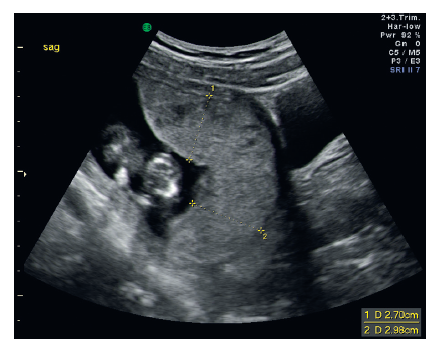 2+3.Trim.
Har-low
Pwr 92 %
Gn 0
C5 / M5
P3 / E3
SRI II 7
sag
1
2
1 D 2.70cm
2 D 2.98cm